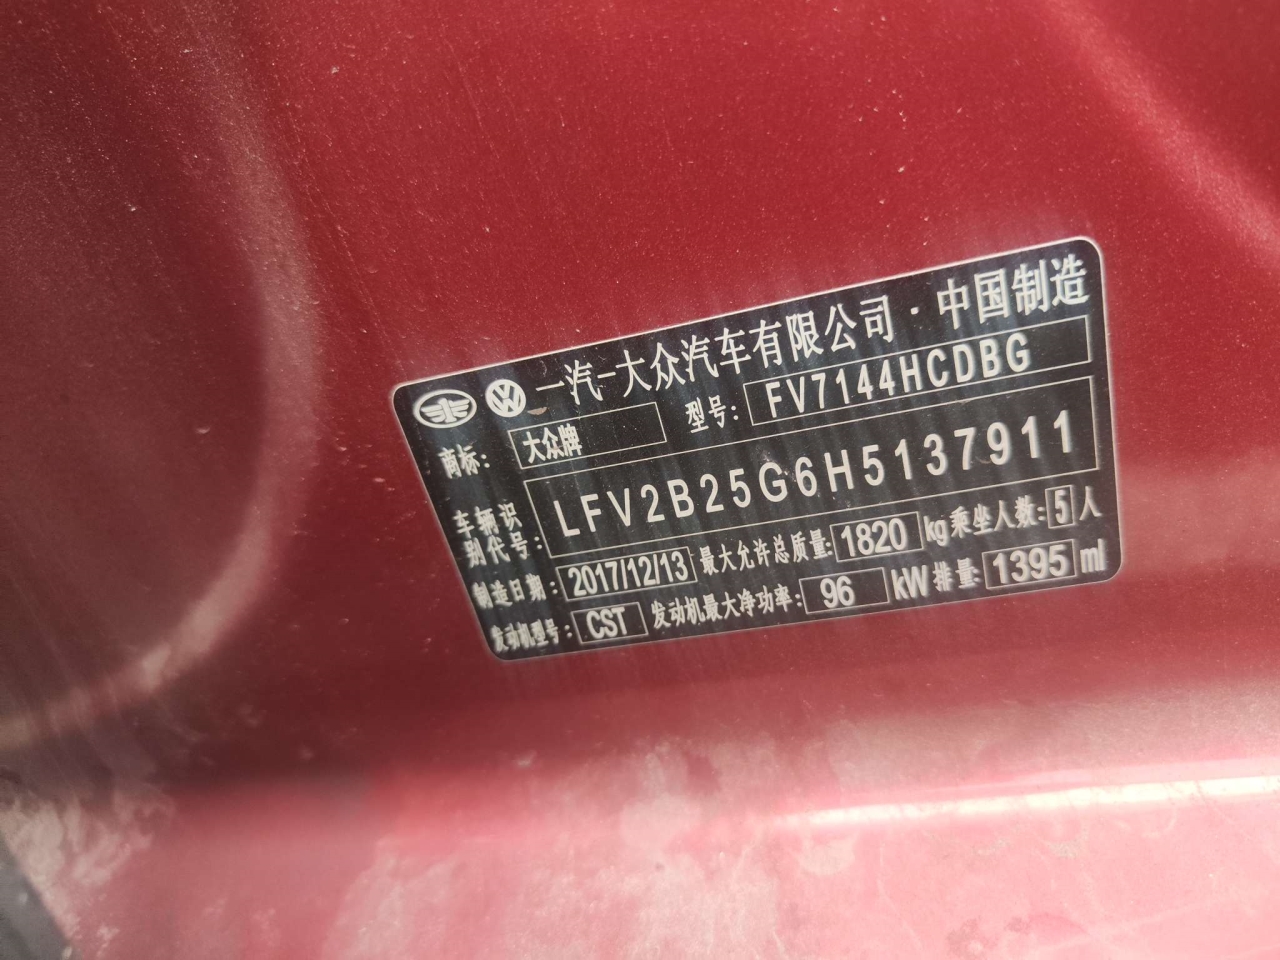 一汽-大众汽车有限公司·中国制造
商标: 大众牌 型号: FV7144HCDBG
车辆识别代号: LFV2B25G6H5137911
制造日期: 2017/12/13 最大允许总质量: 1820 kg 乘坐人数: 5 人
发动机型号: CST 发动机最大净功率: 96 kW 排量: 1395 ml